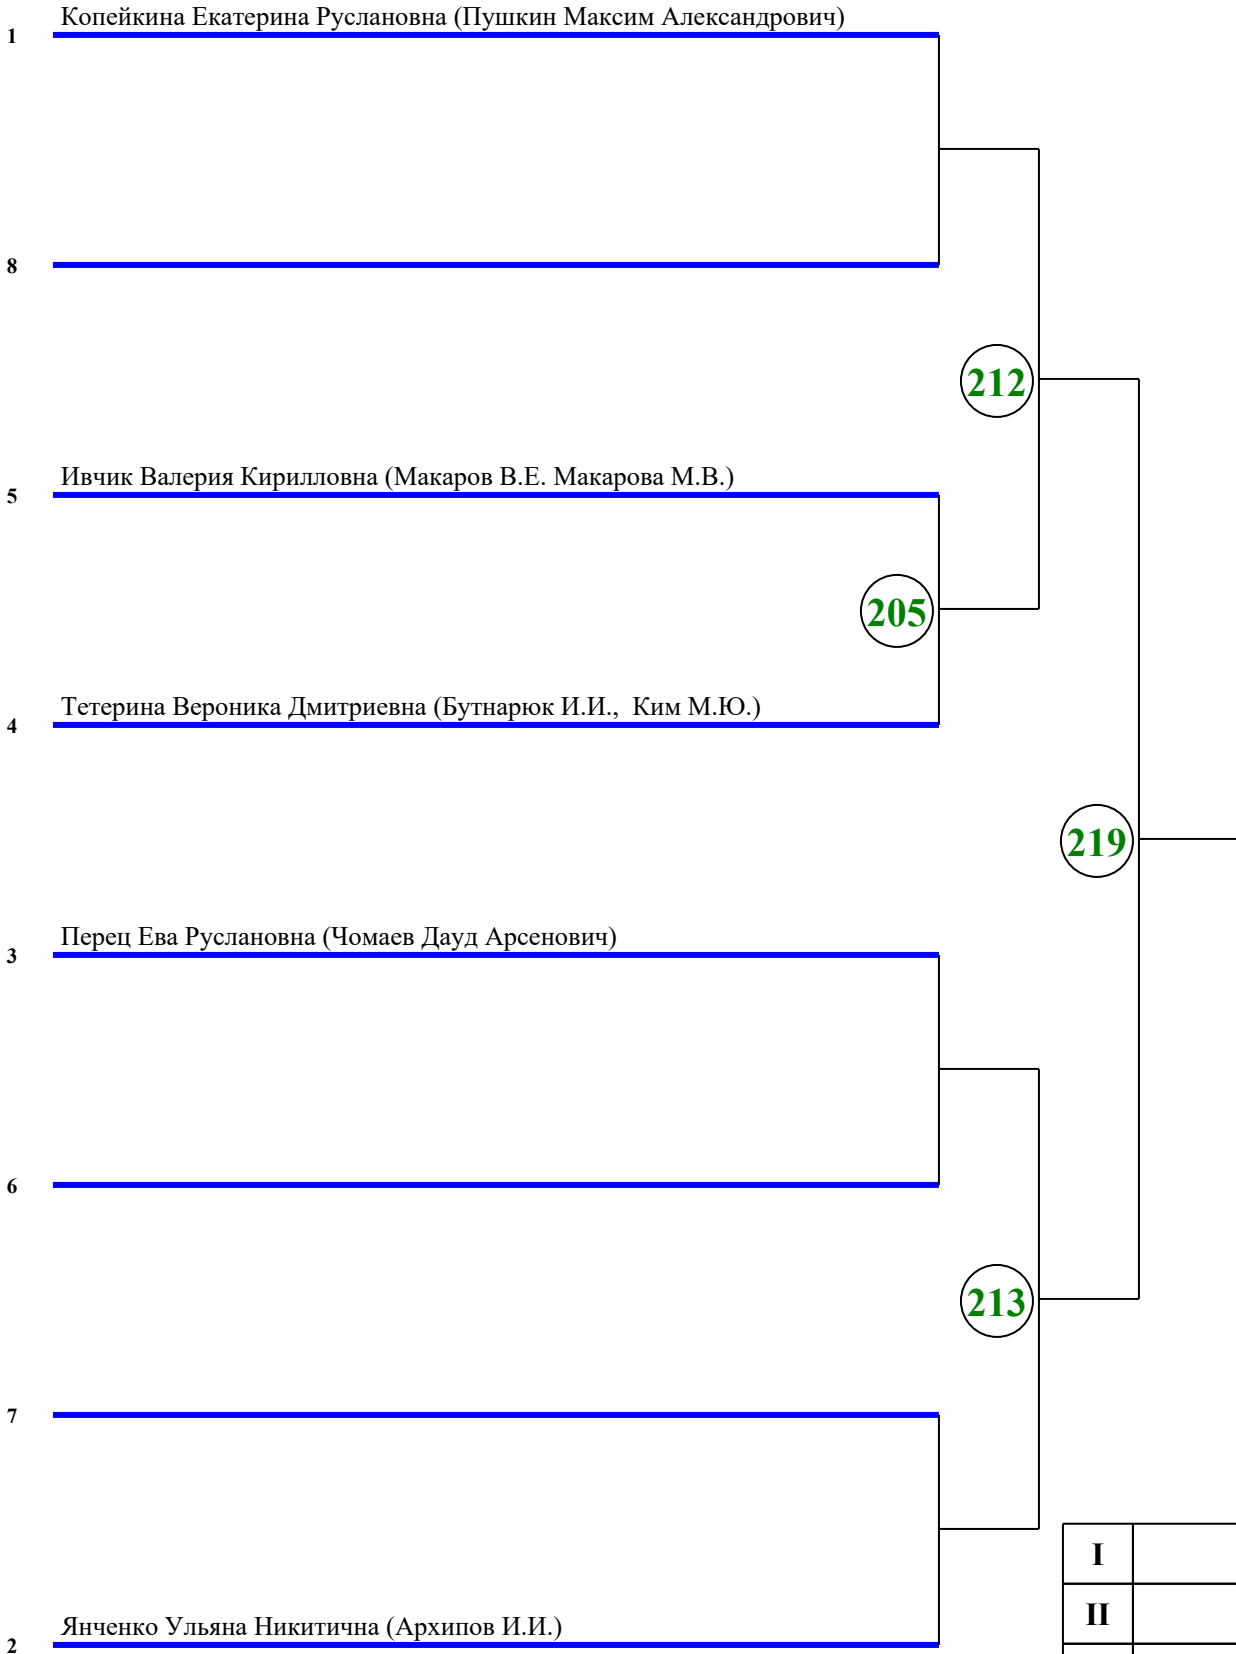 Копейкина Екатерина Руслановна (Пушкин Максим Александрович)
1
8
212
Ивчик Валерия Кирилловна (Макаров В.Е. Макарова М.В.)
5
205
Тетерина Вероника Дмитриевна (Бутнарюк И.И.,  Ким М.Ю.)
4
219
Перец Ева Руслановна (Чомаев Дауд Арсенович)
3
6
213
7
I
II
Янченко Ульяна Никитична (Архипов И.И.)
2